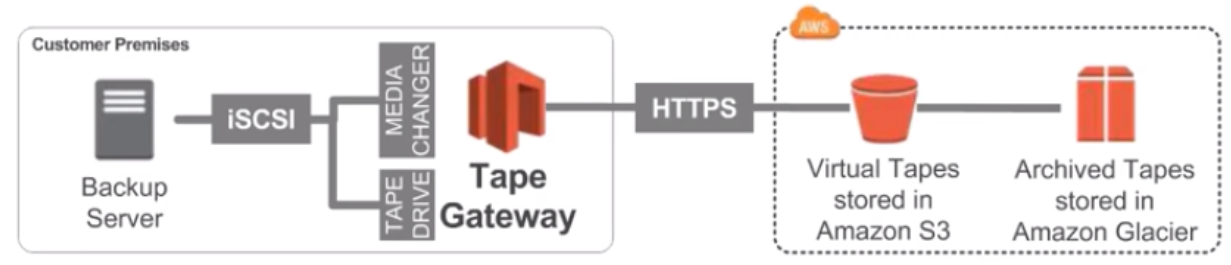 Customer Premises
Backup
Server
iSCSI
MEDIA
CHANGER
TAPE
DRIVE
Tape
Gateway
HTTPS
AWS
Virtual Tapes
stored in
Amazon S3
Archived Tapes
stored in
Amazon Glacier